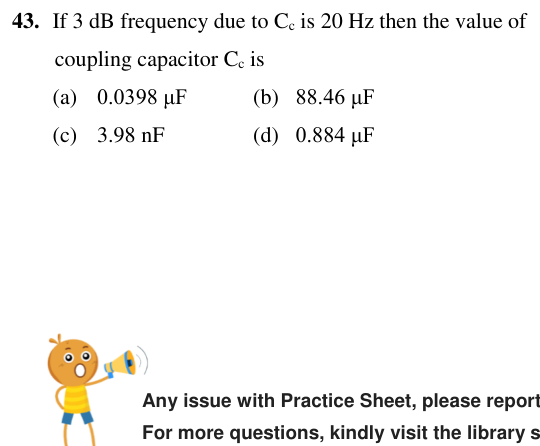 43. If 3 dB frequency due to Cc is 20 Hz then the value of
coupling capacitor Cc is
(a) 0.0398 μF (b) 88.46 μF
(c) 3.98 nF (d) 0.884 μF
Any issue with Practice Sheet, please report
For more questions, kindly visit the library s